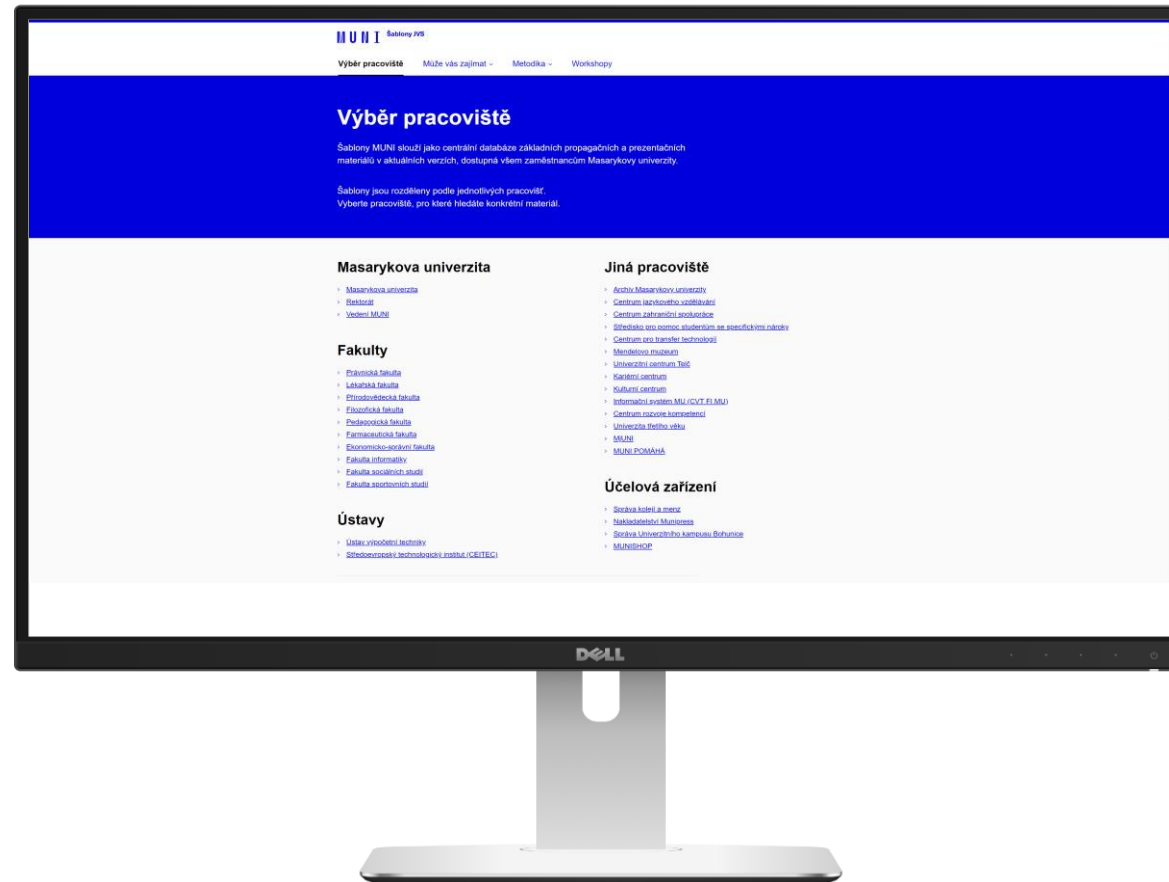 MUNI Šablony JVS
Výběr pracoviště Může vás zajímat Metodika Workshopy
Výběr pracoviště
Šablony MUNI slouží jako centrální databáze základních propagačních a prezentačních
materiálů v aktuálních verzích, dostupná všem zaměstnancům Masarykovy univerzity.
Šablony jsou rozděleny podle jednotlivých pracovišť.
Vyberte pracoviště, pro které hledáte konkrétní materiál.
Masarykova univerzita
Masarykova univerzita
Rektorát
Vedení MUNI
Fakulty
Právnická fakulta
Lékařská fakulta
Přírodovědecká fakulta
Filozofická fakulta
Pedagogická fakulta
Farmaceutická fakulta
Ekonomicko-správní fakulta
Fakulta informatiky
Fakulta sociálních studií
Fakulta sportovních studií
Ústavy
Ústav výpočetní techniky
Středoevropský technologický institut (CEITEC)
Jiná pracoviště
Archiv Masarykovy univerzity
Centrum jazykového vzdělávání
Centrum zahraniční spolupráce
Středisko pro pomoc studentům se specifickými nároky
Centrum pro transfer technologií
Mendelovo muzeum
Univerzitní centrum Telč
Kariérní centrum
Kulturní centrum
Informační systém MU (CVT FI MU)
Centrum rozvoje kompetencí
Univerzita třetího věku
MjUNI
MUNI POMÁHÁ
Účelová zařízení
Správa kolejí a menz
Nakladatelství Munipress
Správa Univerzitního kampusu Bohunice
MUNISHOP
DELL